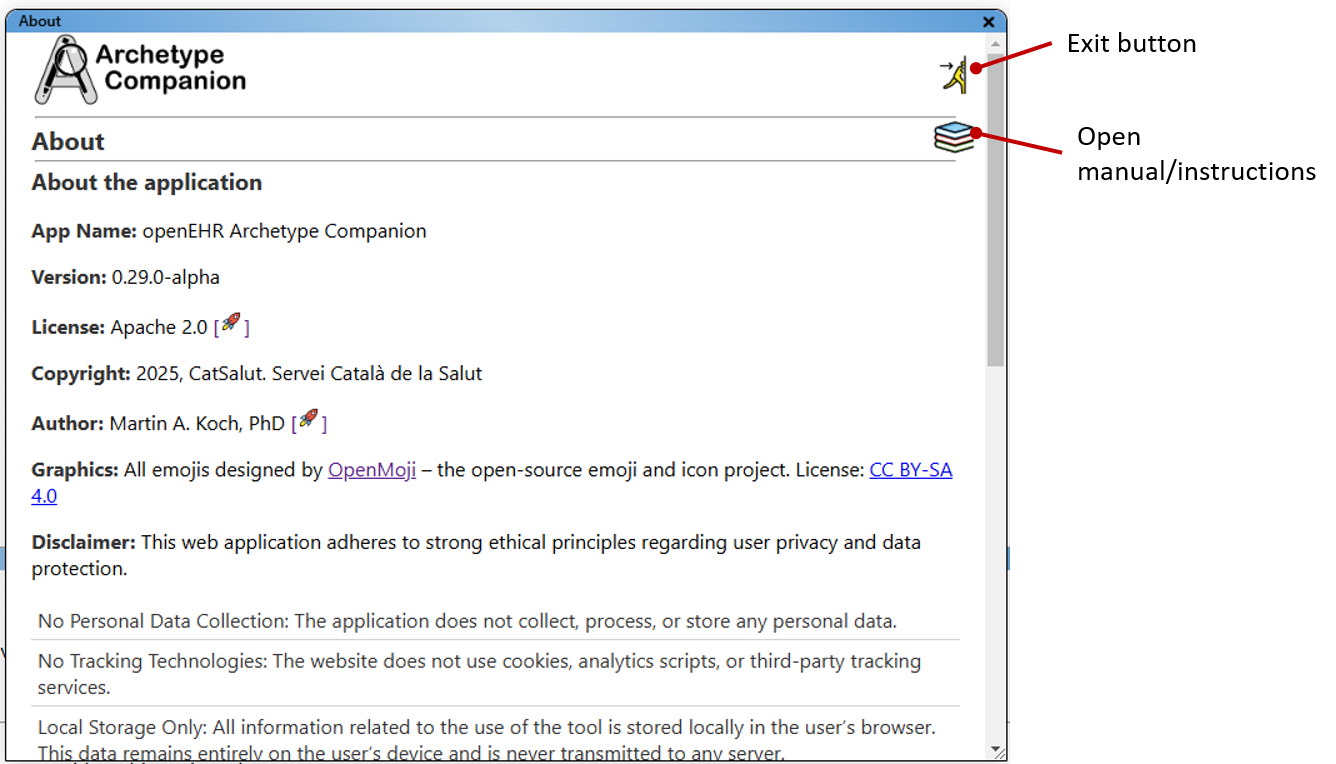 About
Archetype
Companion
Exit button
About
Open
manual/instructions
About the application
App Name: openEHR Archetype Companion
Version: 0.29.0-alpha
License: Apache 2.0 [ ]
Copyright: 2025, CatSalut. Servei Català de la Salut
Author: Martin A. Koch, PhD [ ]
Graphics: All emojis designed by OpenMoji – the open-source emoji and icon project. License: CC BY-SA
4.0
Disclaimer: This web application adheres to strong ethical principles regarding user privacy and data
protection.
No Personal Data Collection: The application does not collect, process, or store any personal data.
No Tracking Technologies: The website does not use cookies, analytics scripts, or third-party tracking
services.
Local Storage Only: All information related to the use of the tool is stored locally in the user’s browser.
This data remains entirely on the user’s device and is never transmitted to any server.